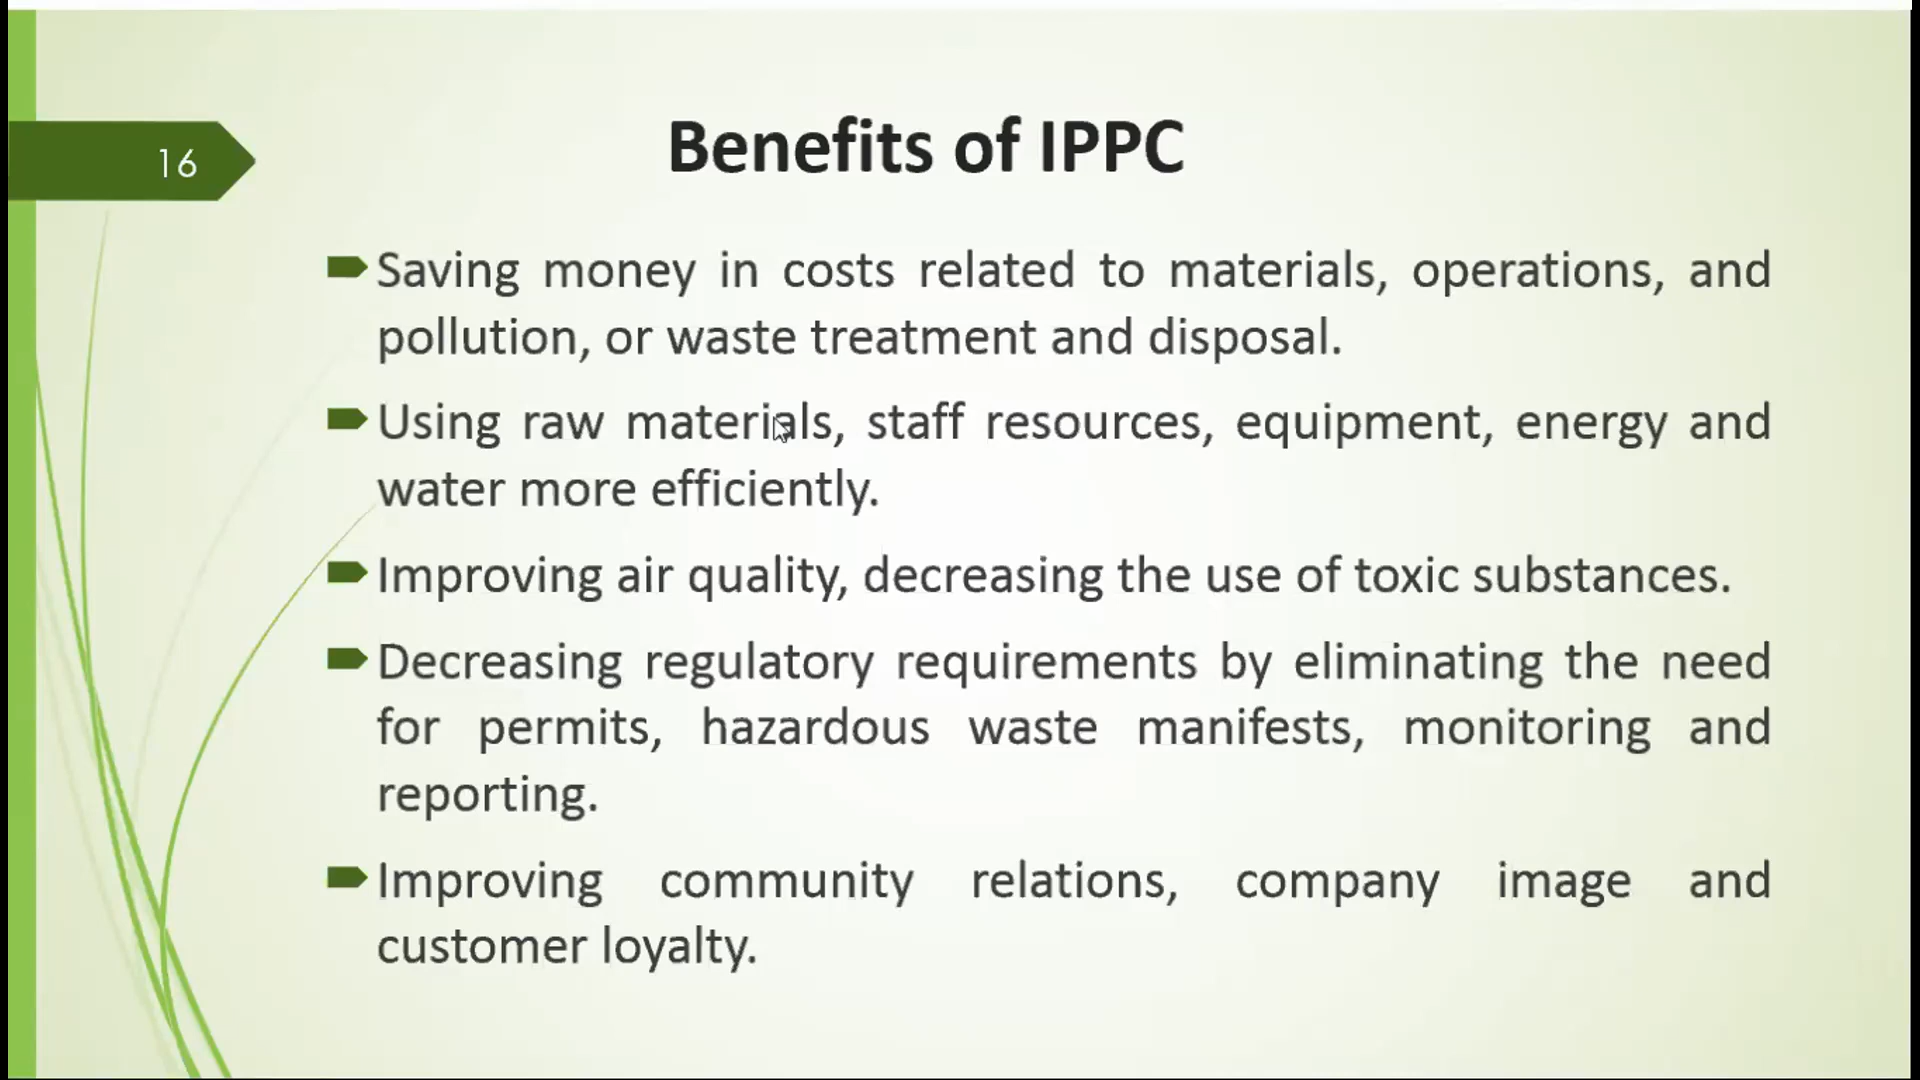 16
Benefits of IPPC
Saving money in costs related to materials, operations, and
pollution, or waste treatment and disposal.
Using raw materials, staff resources, equipment, energy and
water more efficiently.
Improving air quality, decreasing the use of toxic substances.
Decreasing regulatory requirements by eliminating the need
for permits, hazardous waste manifests, monitoring and
reporting.
Improving community relations, company image and
customer loyalty.